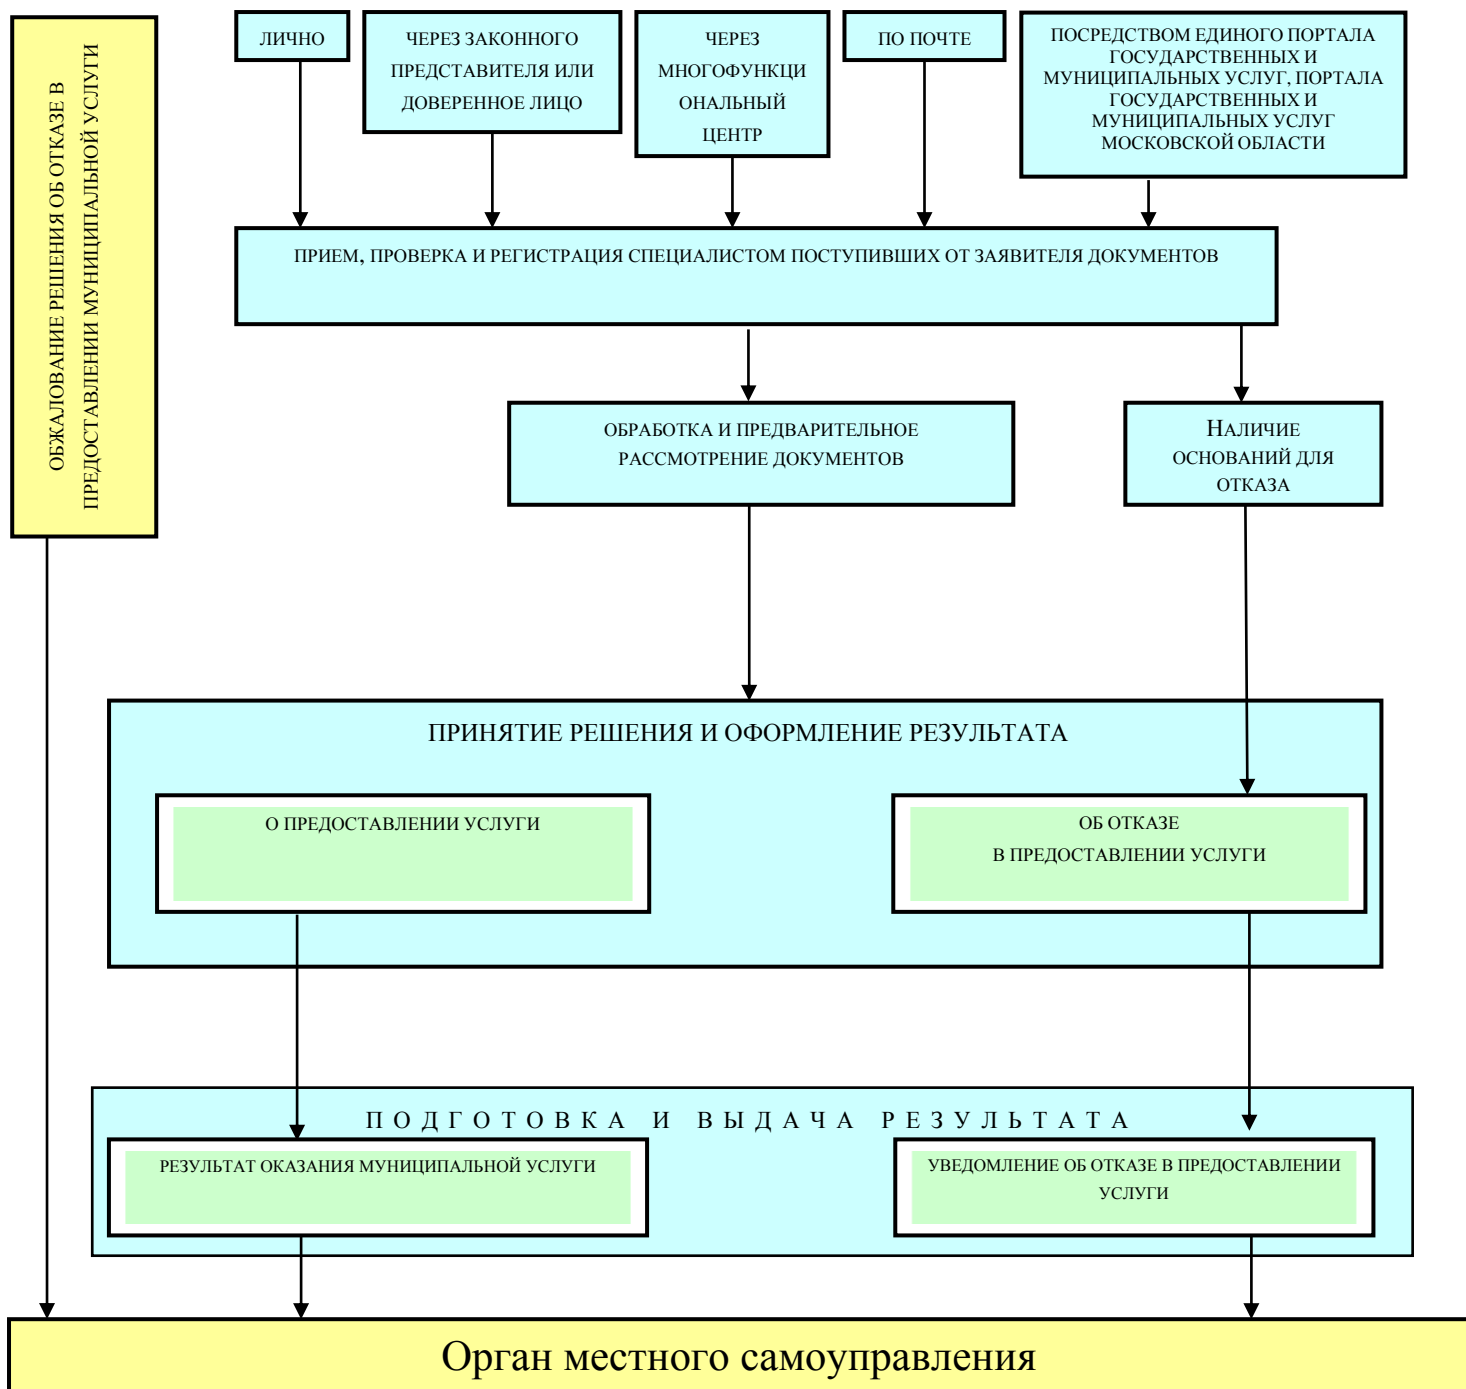 ОБЖАЛОВАНИЕ РЕШЕНИЯ ОБ ОТКАЗЕ В
ПРЕДОСТАВЛЕНИИ МУНИЦИПАЛЬНОЙ УСЛУГИ
ЛИЧНО
ЧЕРЕЗ ЗАКОННОГО
ПРЕДСТАВИТЕЛЯ ИЛИ
ДОВЕРЕННОЕ ЛИЦО
ЧЕРЕЗ
МНОГОФУНКЦИ
ОНАЛЬНЫЙ
ЦЕНТР
ПО ПОЧТЕ
ПОСРЕДСТВОМ ЕДИНОГО ПОРТАЛА
ГОСУДАРСТВЕННЫХ И
МУНИЦИПАЛЬНЫХ УСЛУГ, ПОРТАЛА
ГОСУДАРСТВЕННЫХ И
МУНИЦИПАЛЬНЫХ УСЛУГ
МОСКОВСКОЙ ОБЛАСТИ
ПРИЕМ, ПРОВЕРКА И РЕГИСТРАЦИЯ СПЕЦИАЛИСТОМ ПОСТУПИВШИХ ОТ ЗАЯВИТЕЛЯ ДОКУМЕНТОВ
ОБРАБОТКА И ПРЕДВАРИТЕЛЬНОЕ
РАССМОТРЕНИЕ ДОКУМЕНТОВ
НАЛИЧИЕ
ОСНОВАНИЙ ДЛЯ
ОТКАЗА
ПРИНЯТИЕ РЕШЕНИЯ И ОФОРМЛЕНИЕ РЕЗУЛЬТАТА
О ПРЕДОСТАВЛЕНИИ УСЛУГИ
ОБ ОТКАЗЕ
В ПРЕДОСТАВЛЕНИИ УСЛУГИ
ПОДГОТОВКА И ВЫДАЧА РЕЗУЛЬТАТА
РЕЗУЛЬТАТ ОКАЗАНИЯ МУНИЦИПАЛЬНОЙ УСЛУГИ
УВЕДОМЛЕНИЕ ОБ ОТКАЗЕ В ПРЕДОСТАВЛЕНИИ
УСЛУГИ
Орган местного самоуправления